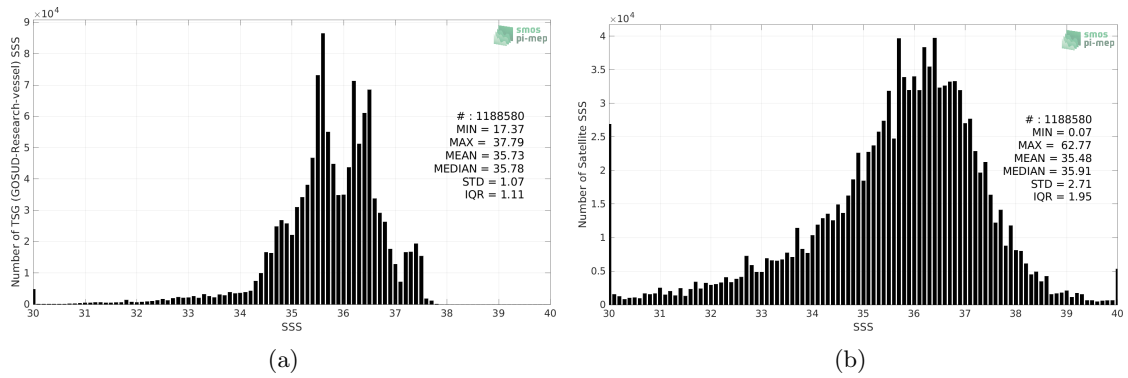 ×10⁴
9
8
7
6
5
4
3
2
1
0
Number of TSG (GOSUD-Research-vessel) SSS
smos
pi-mep
# : 1188580
MIN = 17.37
MAX = 37.79
MEAN = 35.73
MEDIAN = 35.78
STD = 1.07
IQR = 1.11
30 31 32 33 34 35 36 37 38 39 40
SSS
(a)
×10⁴
4
3.5
3
2.5
2
1.5
1
0.5
0
Number of Satellite SSS
smos
pi-mep
# : 1188580
MIN = 0.07
MAX = 62.77
MEAN = 35.48
MEDIAN = 35.91
STD = 2.71
IQR = 1.95
30 31 32 33 34 35 36 37 38 39 40
SSS
(b)